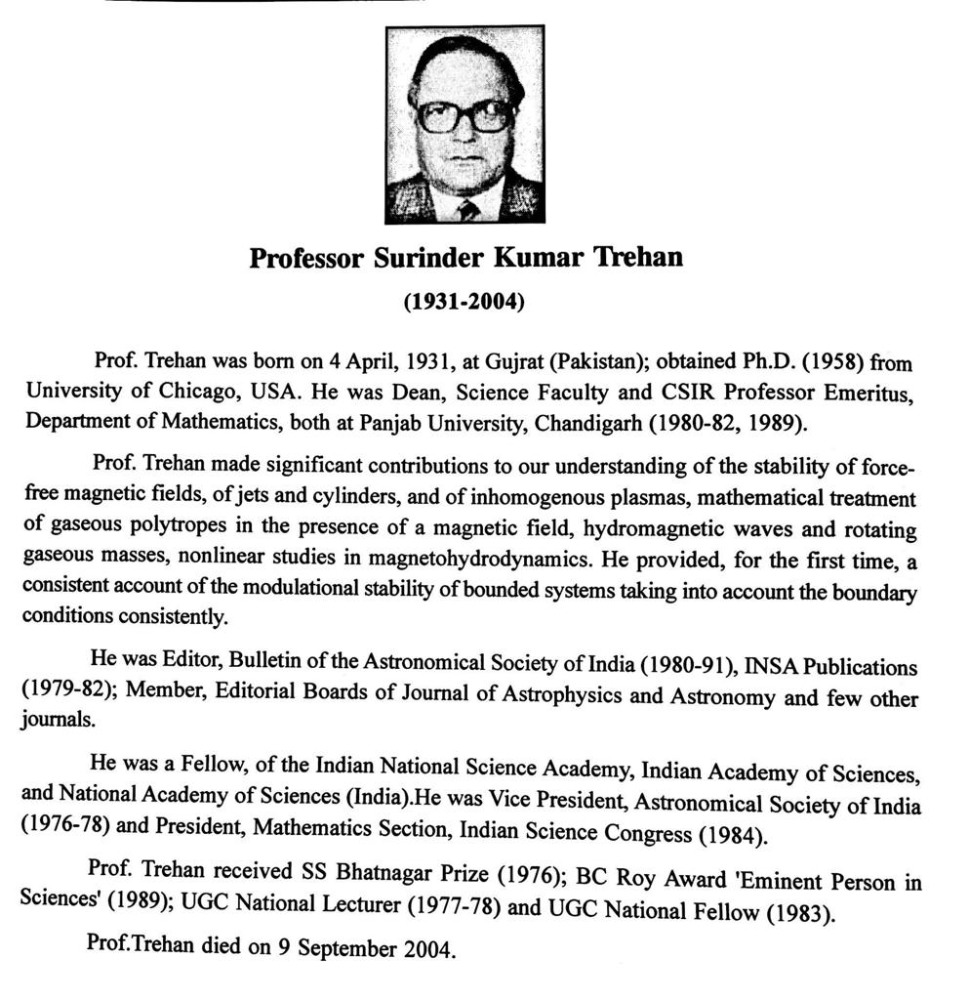 Professor Surinder Kumar Trehan
(1931-2004)
Prof. Trehan was born on 4 April, 1931, at Gujrat (Pakistan); obtained Ph.D. (1958) from
University of Chicago, USA. He was Dean, Science Faculty and CSIR Professor Emeritus,
Department of Mathematics, both at Panjab University, Chandigarh (1980-82, 1989).
Prof. Trehan made significant contributions to our understanding of the stability of force-
free magnetic fields, of jets and cylinders, and of inhomogenous plasmas, mathematical treatment
of gaseous polytropes in the presence of a magnetic field, hydromagnetic waves and rotating
gaseous masses, nonlinear studies in magnetohydrodynamics. He provided, for the first time, a
consistent account of the modulational stability of bounded systems taking into account the boundary
conditions consistently.
He was Editor, Bulletin of the Astronomical Society of India (1980-91), INSA Publications
(1979-82); Member, Editorial Boards of Journal of Astrophysics and Astronomy and few other
journals.
He was a Fellow, of the Indian National Science Academy, Indian Academy of Sciences,
and National Academy of Sciences (India).He was Vice President, Astronomical Society of India
(1976-78) and President, Mathematics Section, Indian Science Congress (1984).
Prof. Trehan received SS Bhatnagar Prize (1976); BC Roy Award 'Eminent Person in
Sciences' (1989); UGC National Lecturer (1977-78) and UGC National Fellow (1983).
Prof.Trehan died on 9 September 2004.